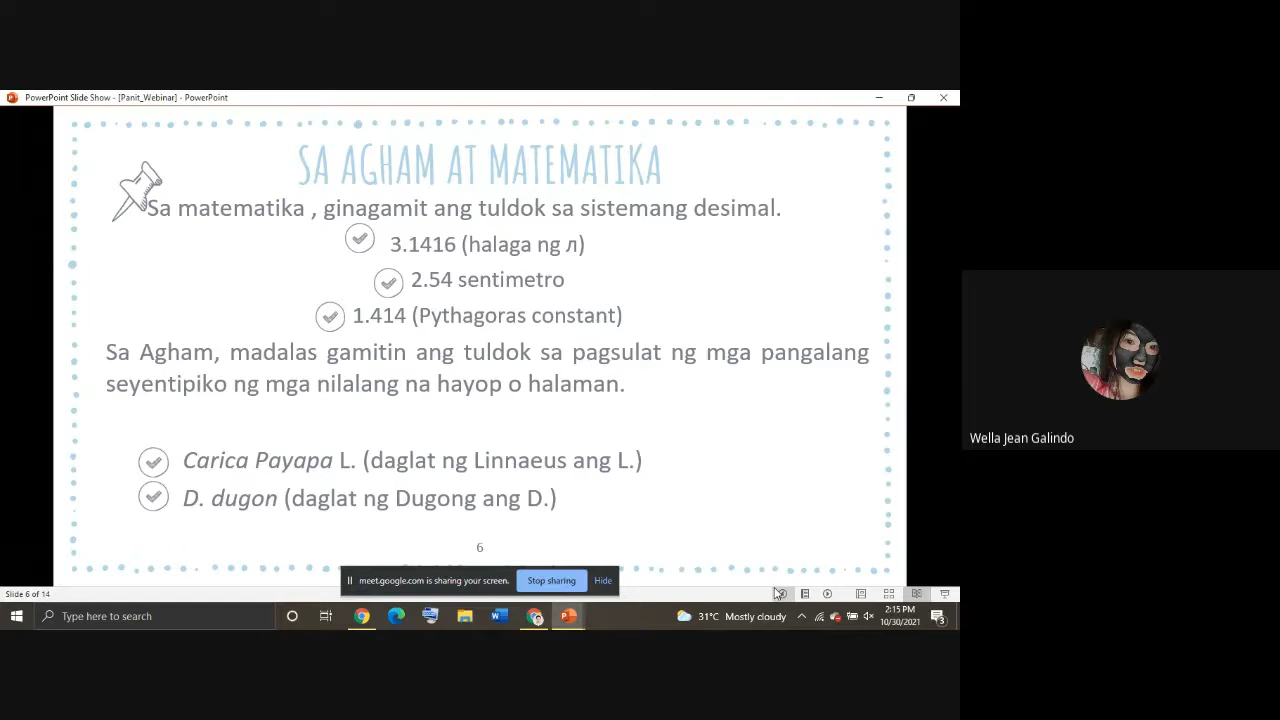 PowerPoint Slide Show - [Panit_Webinar] - PowerPoint
SA AGHAM AT MATEMATIKA
Sa matematika , ginagamit ang tuldok sa sistemang desimal.
3.1416 (halaga ng л)
2.54 sentimetro
1.414 (Pythagoras constant)
Sa Agham, madalas gamitin ang tuldok sa pagsulat ng mga pangalang
seyentipiko ng mga nilalang na hayop o halaman.
Carica Payapa L. (daglat ng Linnaeus ang L.)
D. dugon (daglat ng Dugong ang D.)
6
meet.google.com is sharing your screen. Stop sharing Hide
Slide 6 of 14
Type here to search
31°C Mostly cloudy
2:15 PM
10/30/2021
3
Wella Jean Galindo